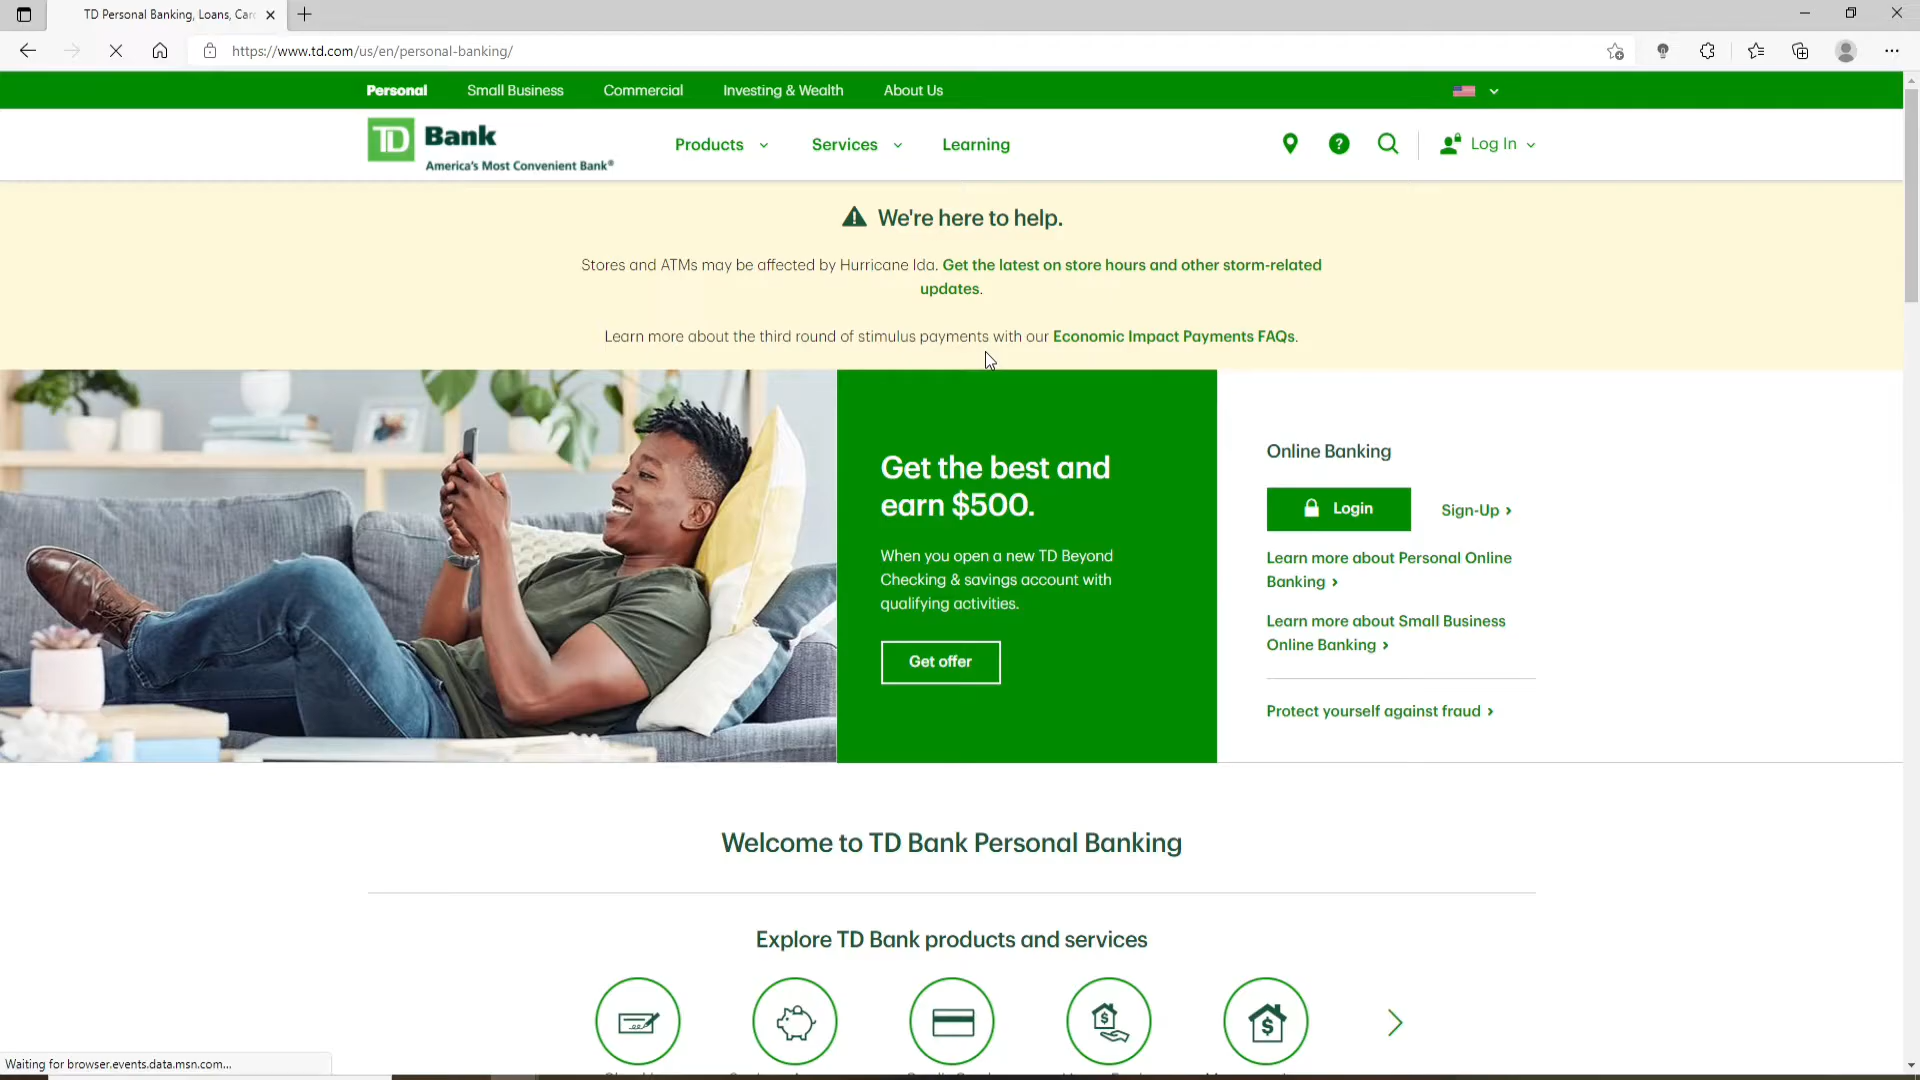 TD Personal Banking, Loans, Car
https://www.td.com/us/en/personal-banking/
Personal Small Business Commercial Investing & Wealth About Us
TD Bank
America's Most Convenient Bank®
Products Services Learning
? Log In
We're here to help.
Stores and ATMs may be affected by Hurricane Ida. Get the latest on store hours and other storm-related
updates.
Learn more about the third round of stimulus payments with our Economic Impact Payments FAQs.
Get the best and
earn $500.
When you open a new TD Beyond
Checking & savings account with
qualifying activities.
Get offer
Online Banking
Login Sign-Up ›
Learn more about Personal Online
Banking ›
Learn more about Small Business
Online Banking ›
Protect yourself against fraud ›
Welcome to TD Bank Personal Banking
Explore TD Bank products and services
Waiting for browser.events.data.msn.com...